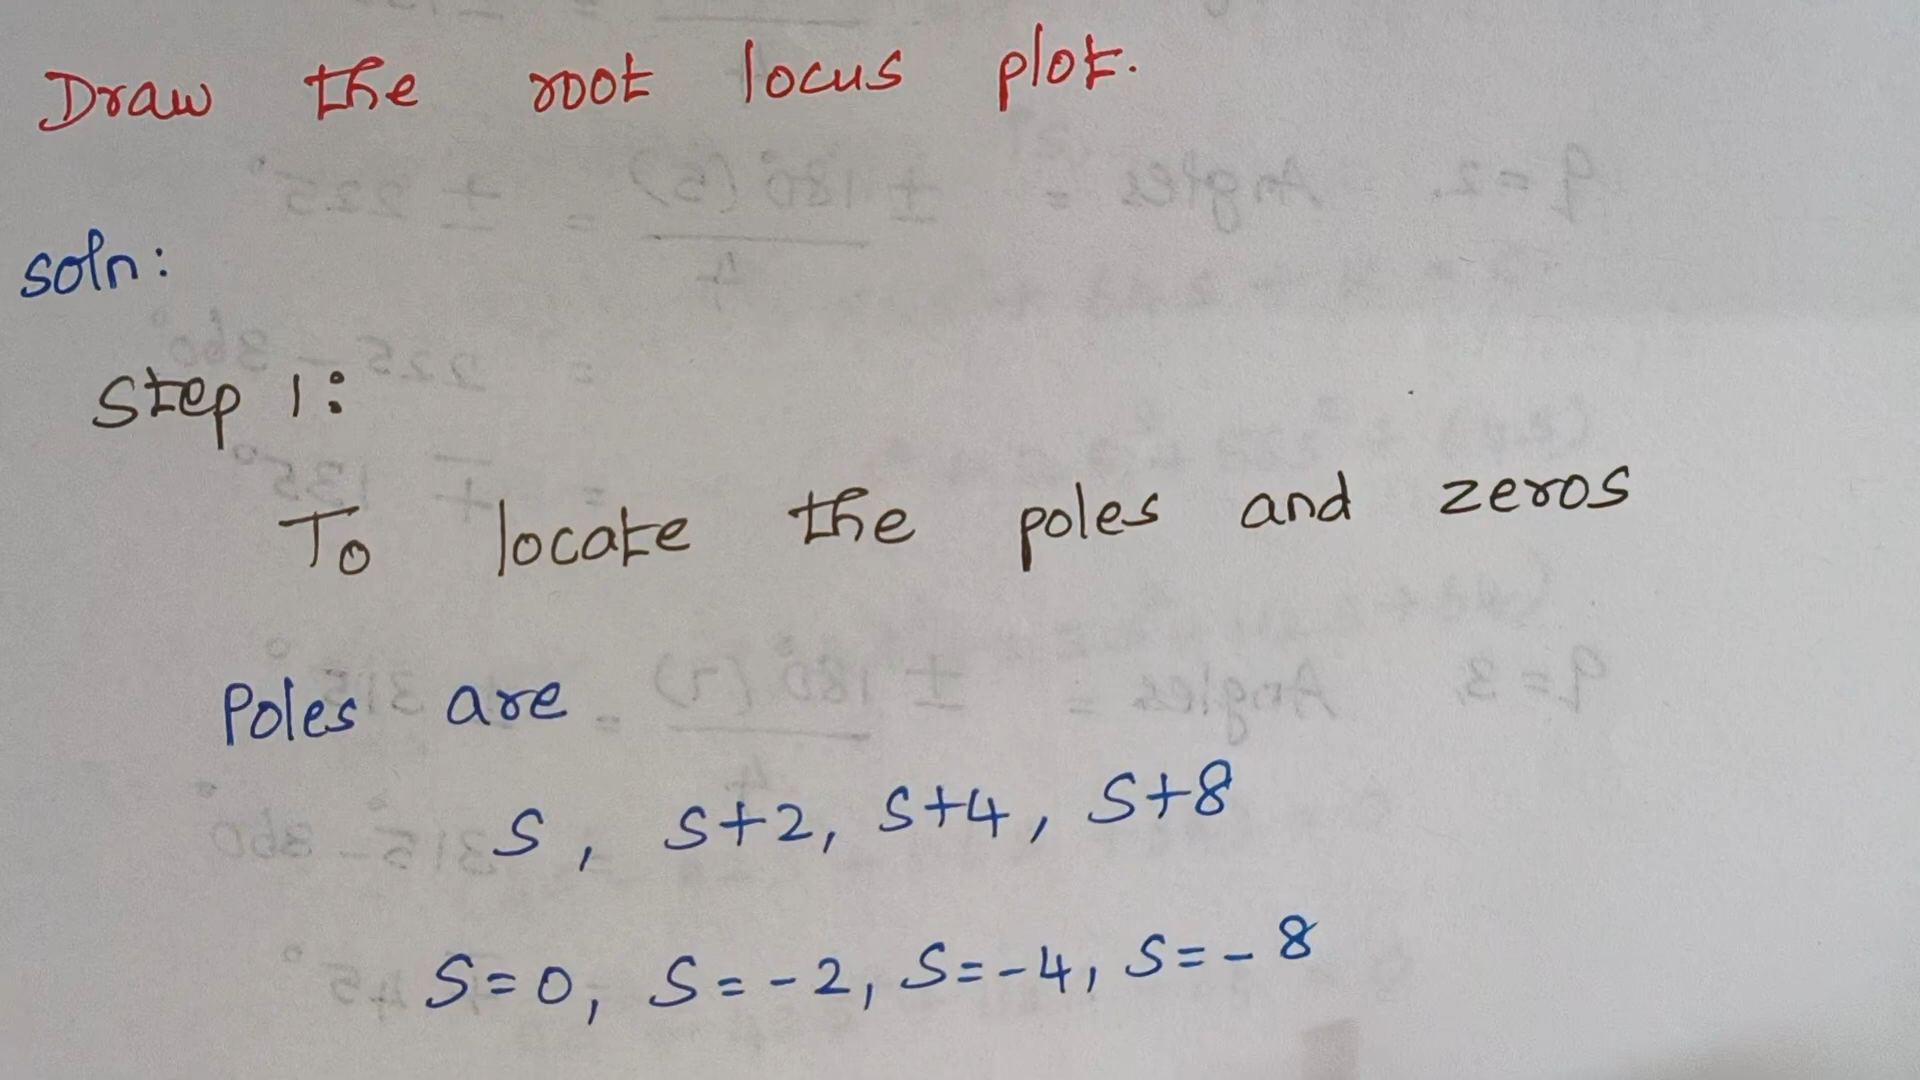 Draw the root locus plot.
soln:
Step 1:
To locate the poles and zeros
Poles are
S, S+2, S+4, S+8
S=0, S=-2, S=-4, S=-8